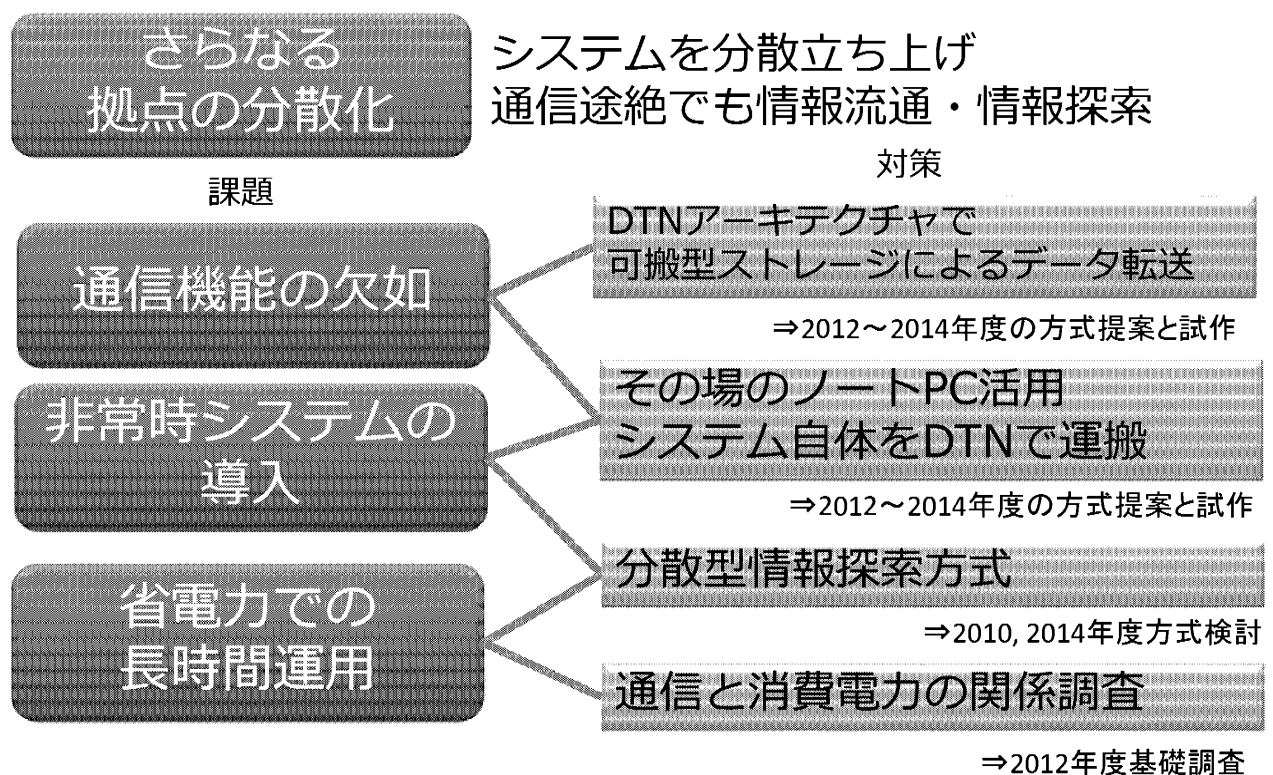 さらなる
拠点の分散化
システムを分散立ち上げ
通信途絶でも情報流通・情報探索
課題
対策
通信機能の欠如
DTNアーキテクチャで
可搬型ストレージによるデータ転送
⇒2012～2014年度の方式提案と試作
非常時システムの
導入
その場のノートPC活用
システム自体をDTNで運搬
⇒2012～2014年度の方式提案と試作
省電力での
長時間運用
分散型情報探索方式
⇒2010, 2014年度方式検討
通信と消費電力の関係調査
⇒2012年度基礎調査